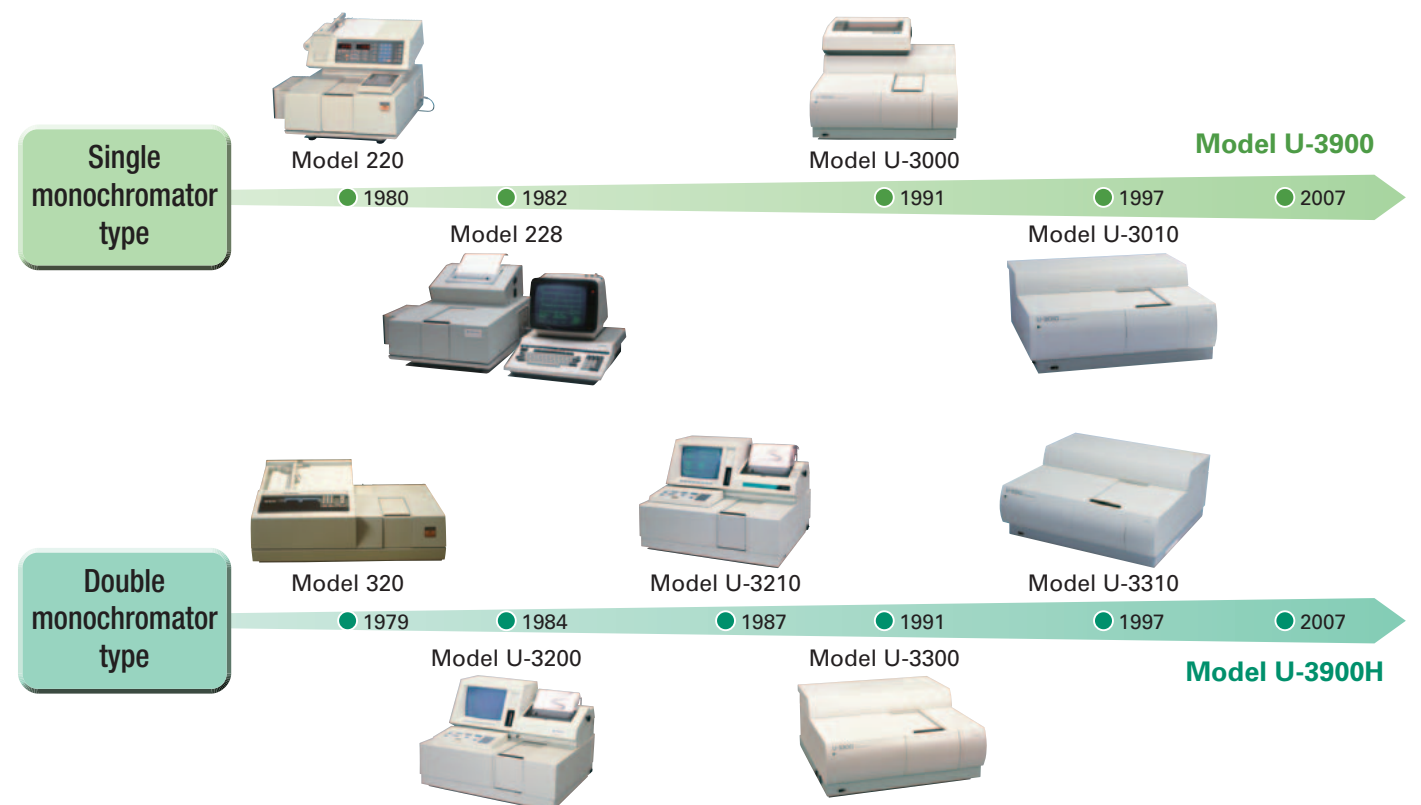 Single
monochromator
type
Model 220
Model U-3000
Model U-3900
1980
1982
1991
1997
2007
Model 228
Model U-3010
Double
monochromator
type
Model 320
Model U-3210
Model U-3310
1979
1984
1987
1991
1997
2007
Model U-3200
Model U-3300
Model U-3900H